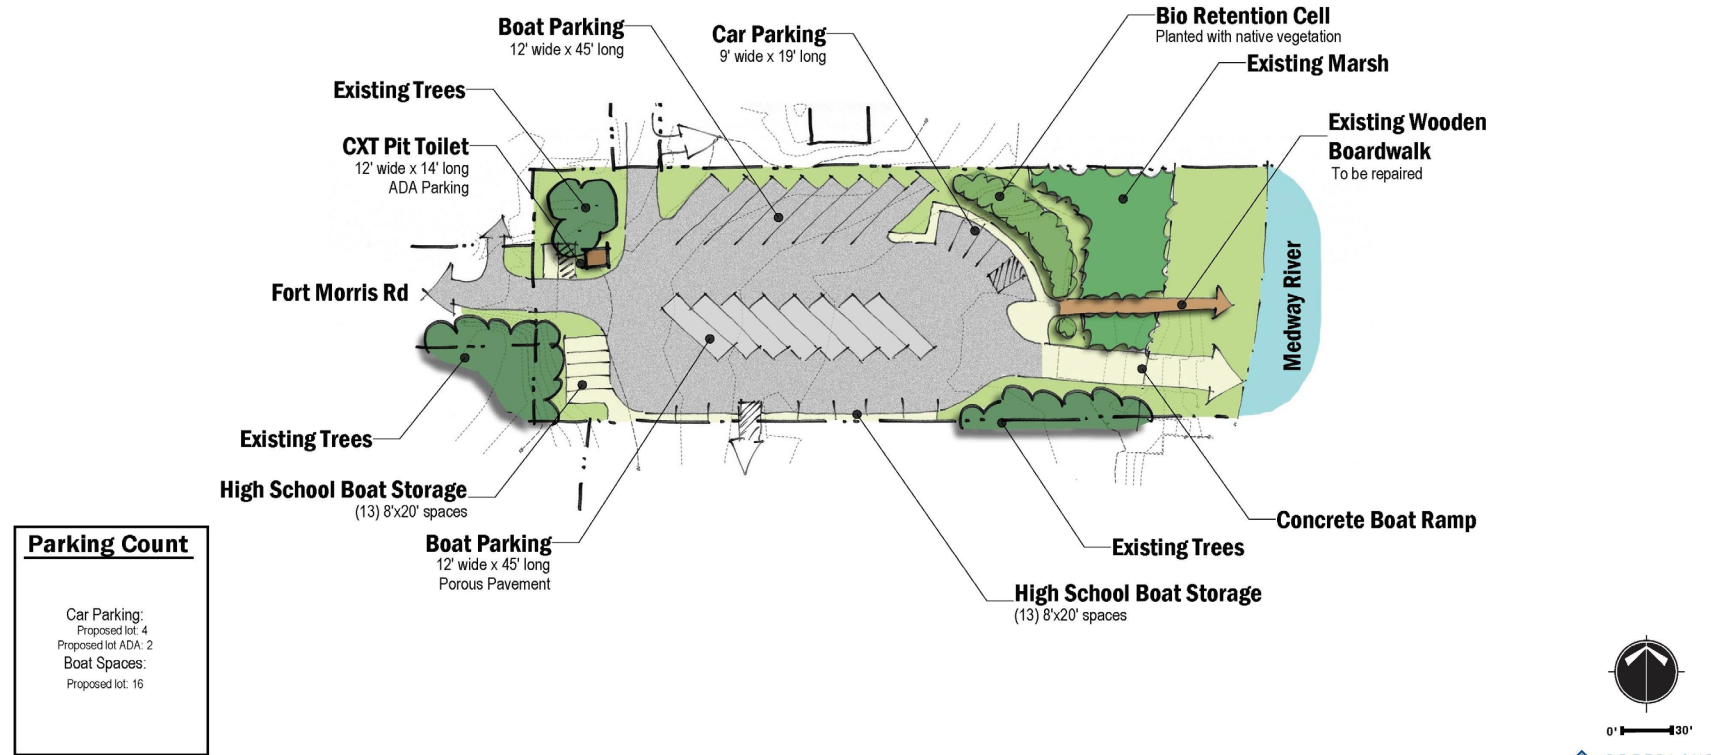 Boat Parking
12' wide x 45' long
Car Parking
9' wide x 19' long
Bio Retention Cell
Planted with native vegetation
Existing Marsh
Existing Trees
Existing Wooden
Boardwalk
To be repaired
CXT Pit Toilet
12' wide x 14' long
ADA Parking
Fort Morris Rd
Medway River
Existing Trees
High School Boat Storage
(13) 8'x20' spaces
Boat Parking
12' wide x 45' long
Porous Pavement
Concrete Boat Ramp
Existing Trees
High School Boat Storage
(13) 8'x20' spaces
Parking Count
Car Parking:
Proposed lot: 4
Proposed lot ADA: 2
Boat Spaces:
Proposed lot: 16
0' 30'